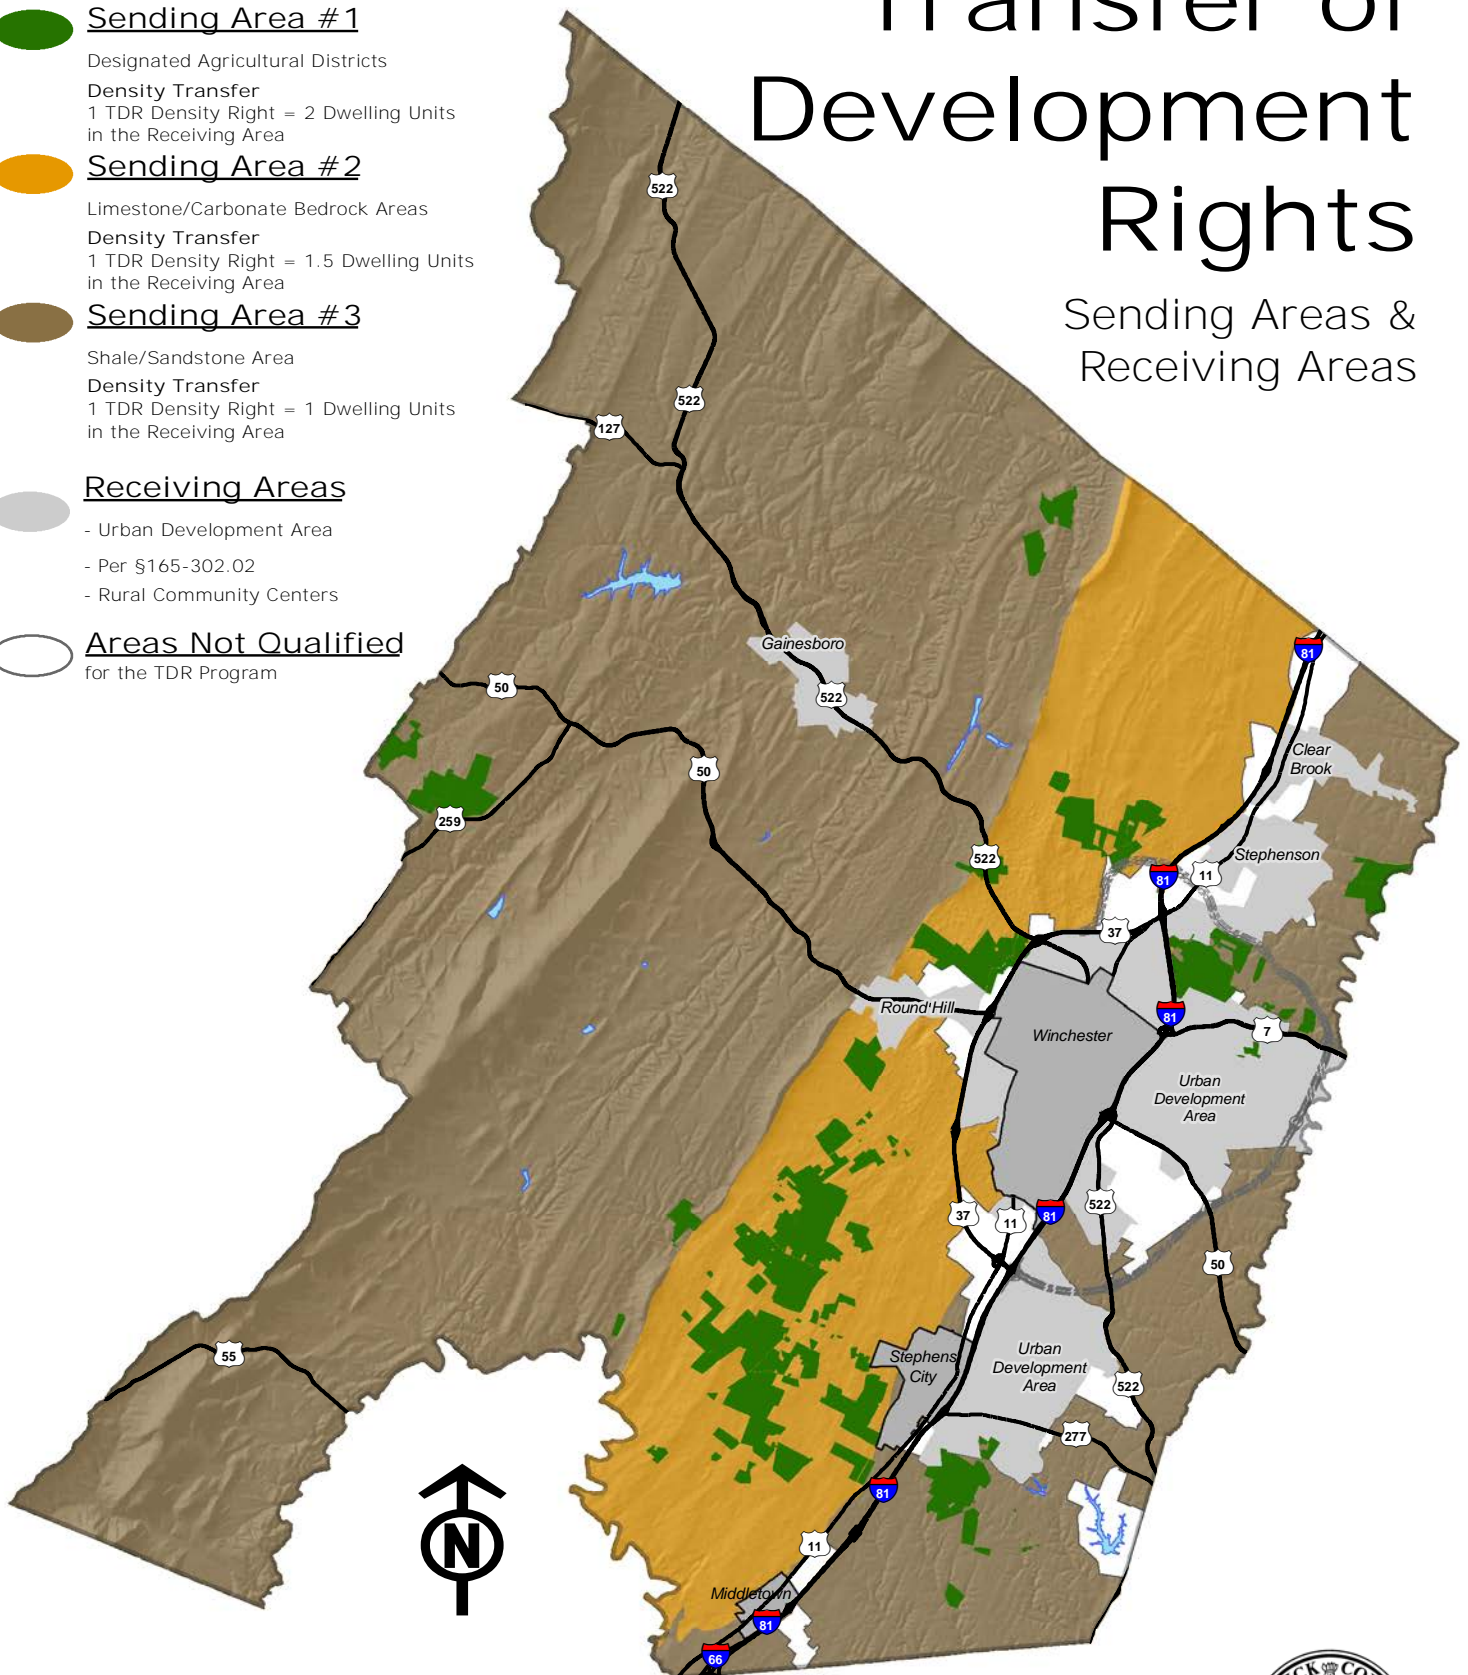 Transfer of
Development
Rights
Sending Areas &
Receiving Areas
Sending Area #1
Designated Agricultural Districts
Density Transfer
1 TDR Density Right = 2 Dwelling Units
in the Receiving Area
Sending Area #2
Limestone/Carbonate Bedrock Areas
Density Transfer
1 TDR Density Right = 1.5 Dwelling Units
in the Receiving Area
Sending Area #3
Shale/Sandstone Area
Density Transfer
1 TDR Density Right = 1 Dwelling Units
in the Receiving Area
Receiving Areas
- Urban Development Area
- Per §165-302.02
- Rural Community Centers
Areas Not Qualified
for the TDR Program
522
522
127
Gainesboro
522
81
50
50
259
Clear
Brook
Stephenson
522
81
11
37
Round Hill
Winchester
81
7
Urban
Development
Area
37
11
81
522
50
55
Stephens
City
Urban
Development
Area
522
277
81
11
Middletown
81
66
N